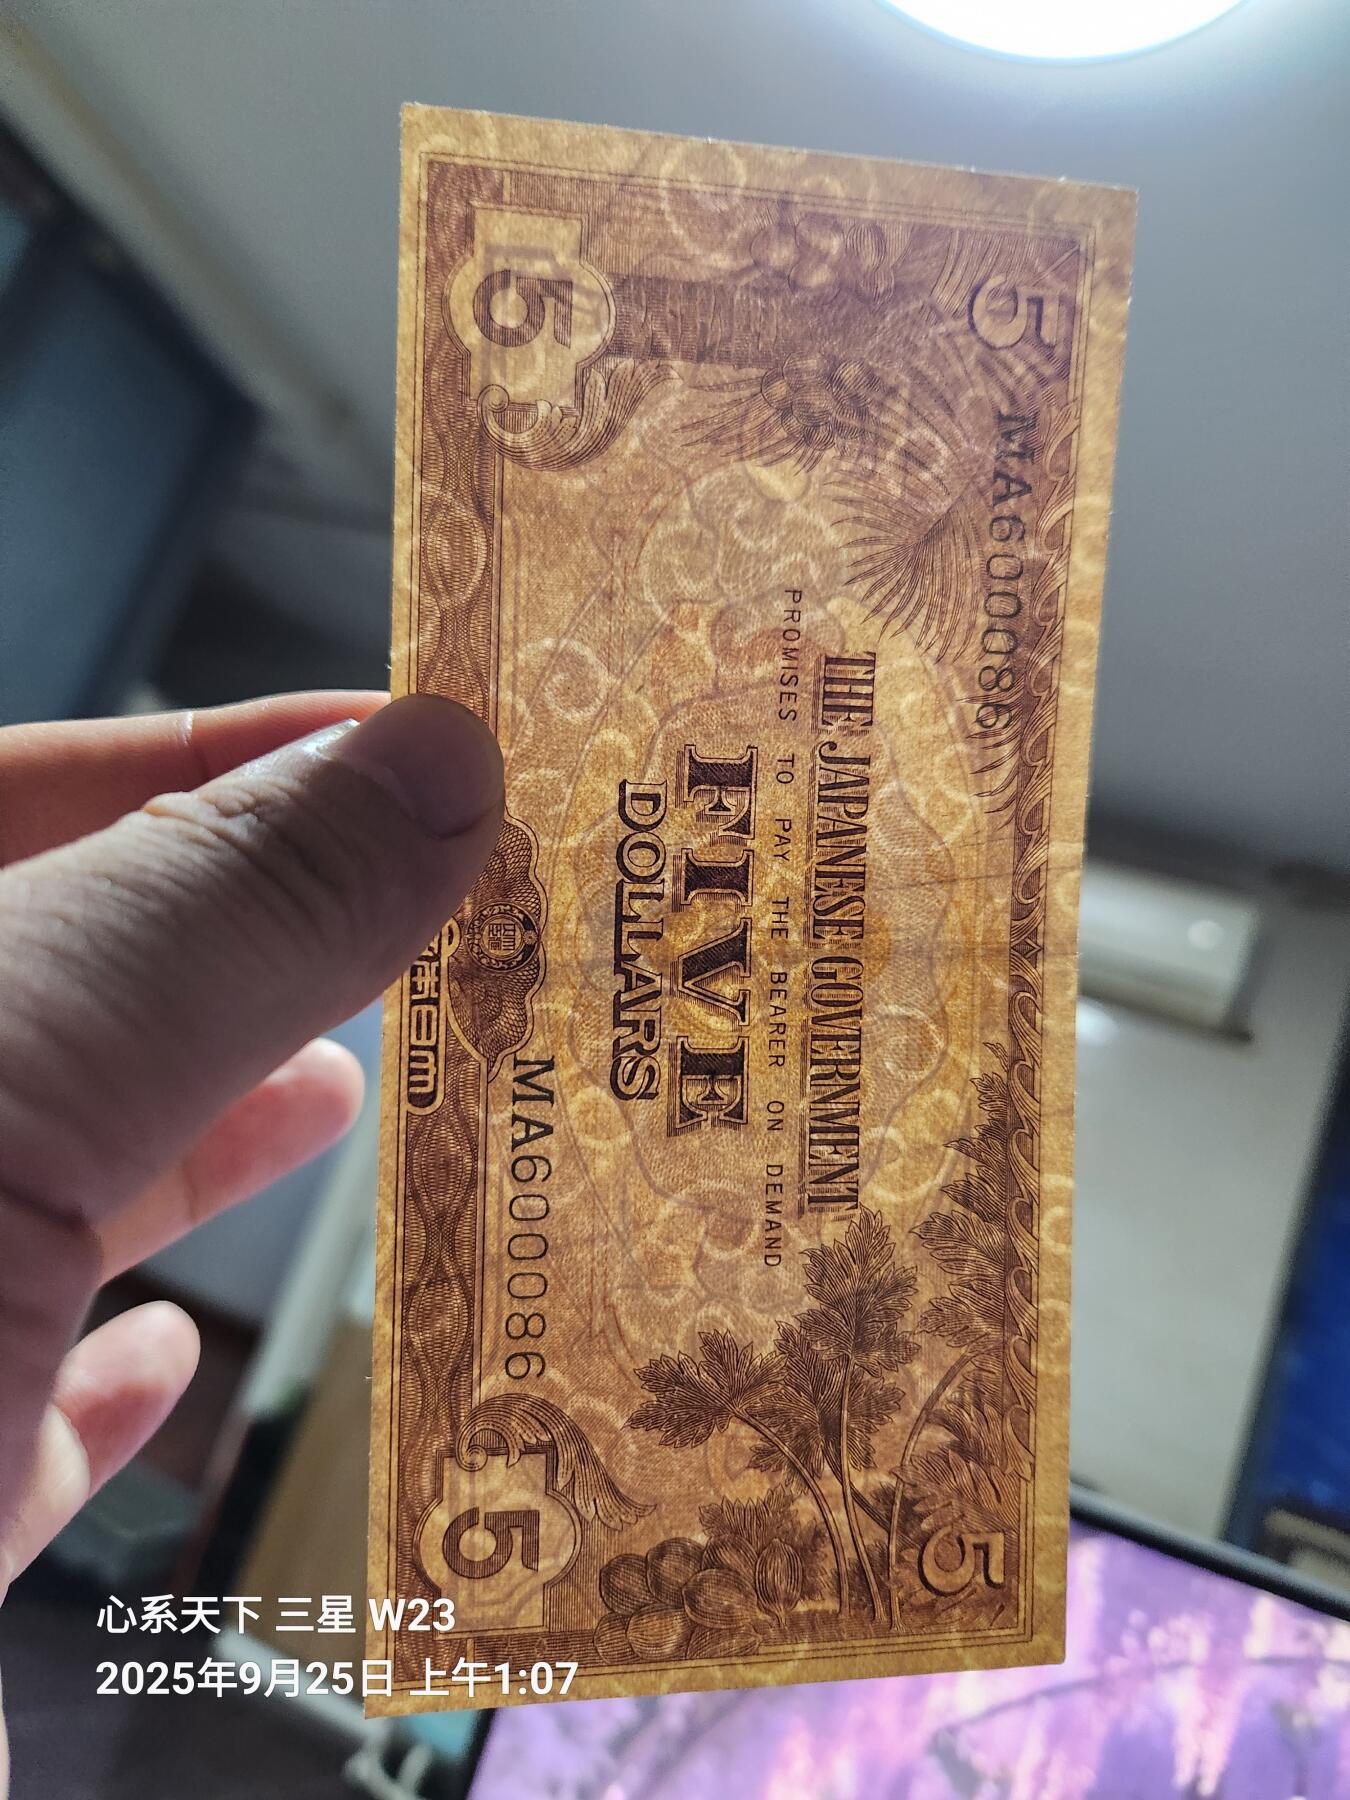 5
5
MA600086
THE JAPANESE GOVERNMENT
PROMISES TO PAY THE BEARER ON DEMAND
FIVE
DOLLARS
MA600086
5
5
心系天下 三星 W23
2025年9月25日 上午1:07